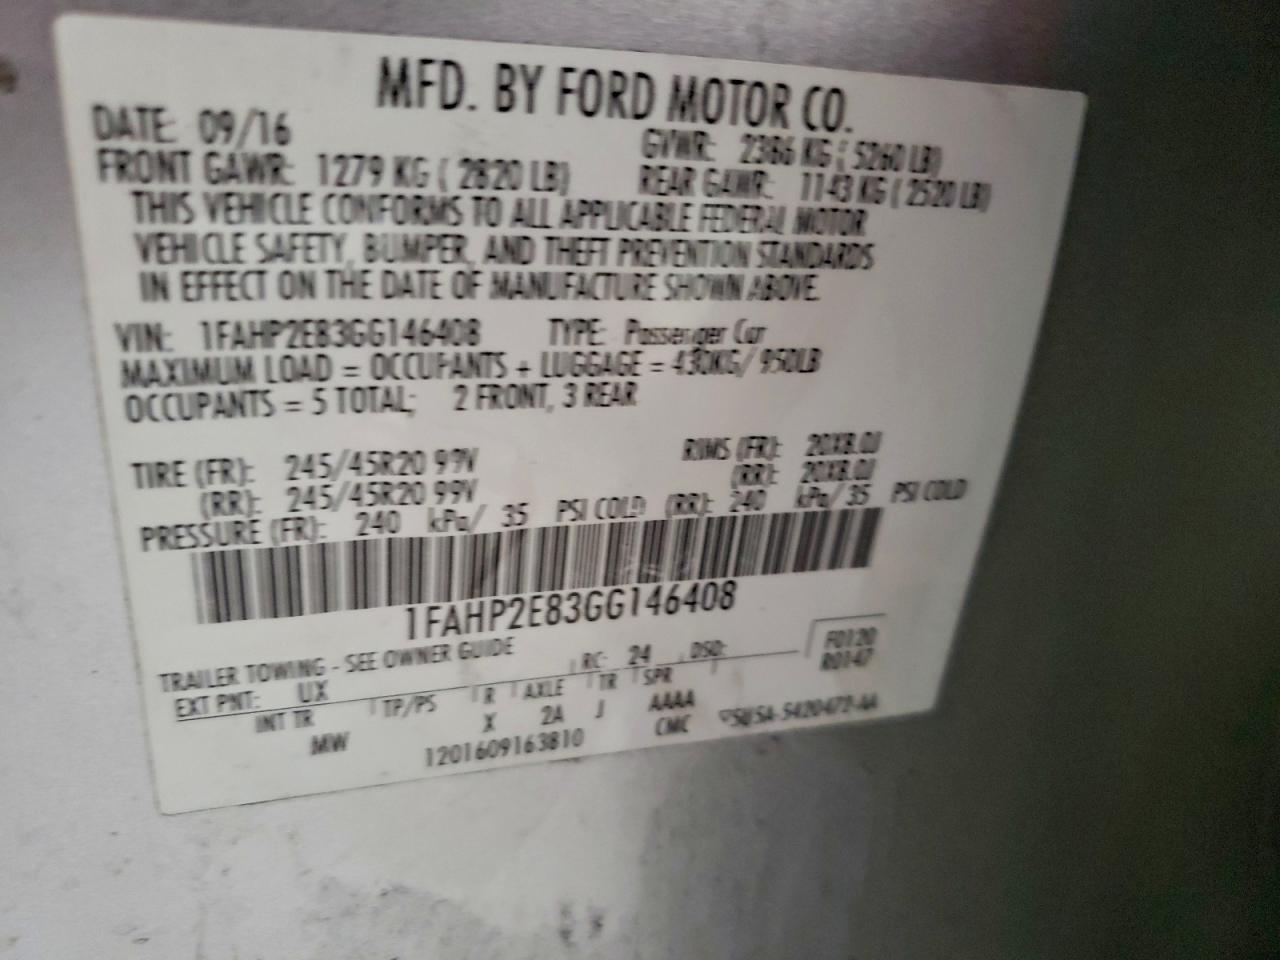 MFD. BY FORD MOTOR CO.
DATE: 09/16 GVWR: 2386 KG ( 5260 LB)
FRONT GAWR: 1279 KG ( 2820 LB) REAR GAWR: 1143 KG ( 2520 LB)
THIS VEHICLE CONFORMS TO ALL APPLICABLE FEDERAL MOTOR
VEHICLE SAFETY, BUMPER, AND THEFT PREVENTION STANDARDS
IN EFFECT ON THE DATE OF MANUFACTURE SHOWN ABOVE.
VIN: 1FAHP2E83GG146408 TYPE: Passenger Car
MAXIMUM LOAD = OCCUPANTS + LUGGAGE = 430KG/ 950LB
OCCUPANTS = 5 TOTAL; 2 FRONT, 3 REAR
TIRE (FR): 245/45R20 99V RIMS (FR): 20X8.0J
(RR): 245/45R20 99V (RR): 20X8.0J
PRESSURE (FR): 240 kPa/ 35 PSI COLD (RR): 240 kPa/ 35 PSI COLD
1FAHP2E83GG146408
TRAILER TOWING - SEE OWNER GUIDE
EXT PNT: UX RC: 24 DSO: F0120
R0147
INT TR TP/PS R AXLE TR SPR
MW X 2A J AAAA
1201609163810 CMC